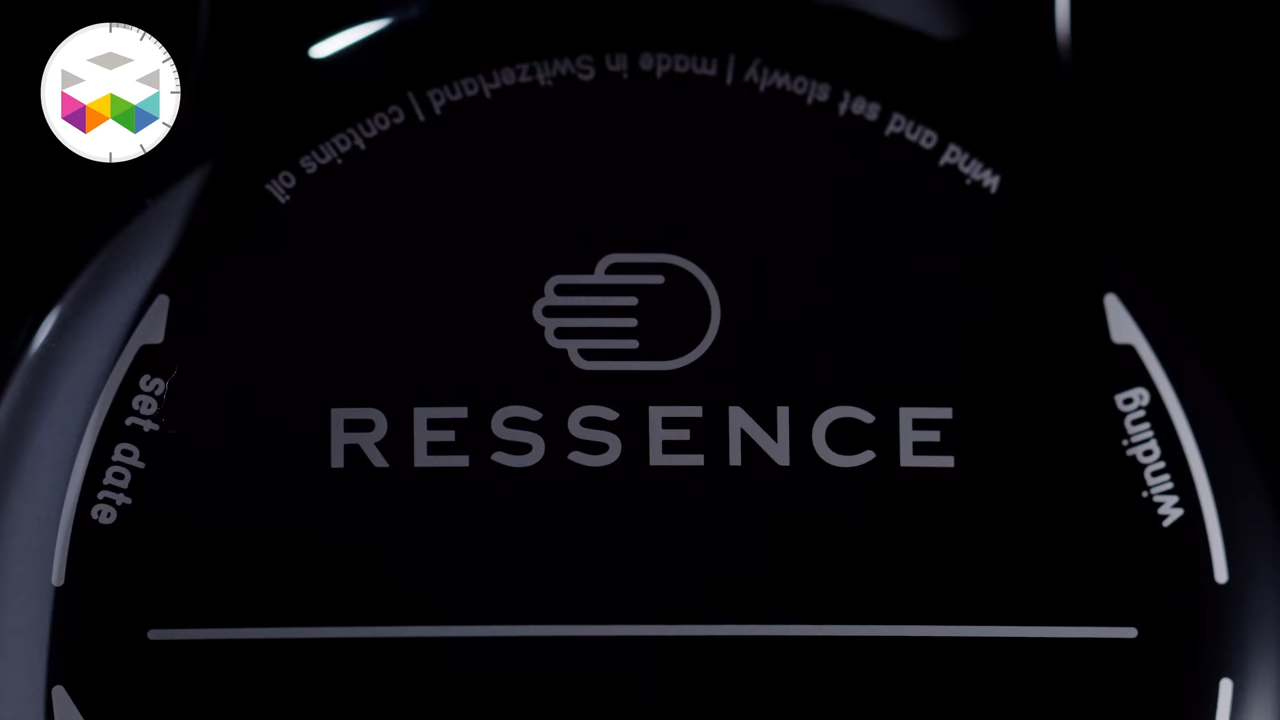 wind and set slowly | made in Switzerland | contains oil
RESSENCE
set date
winding